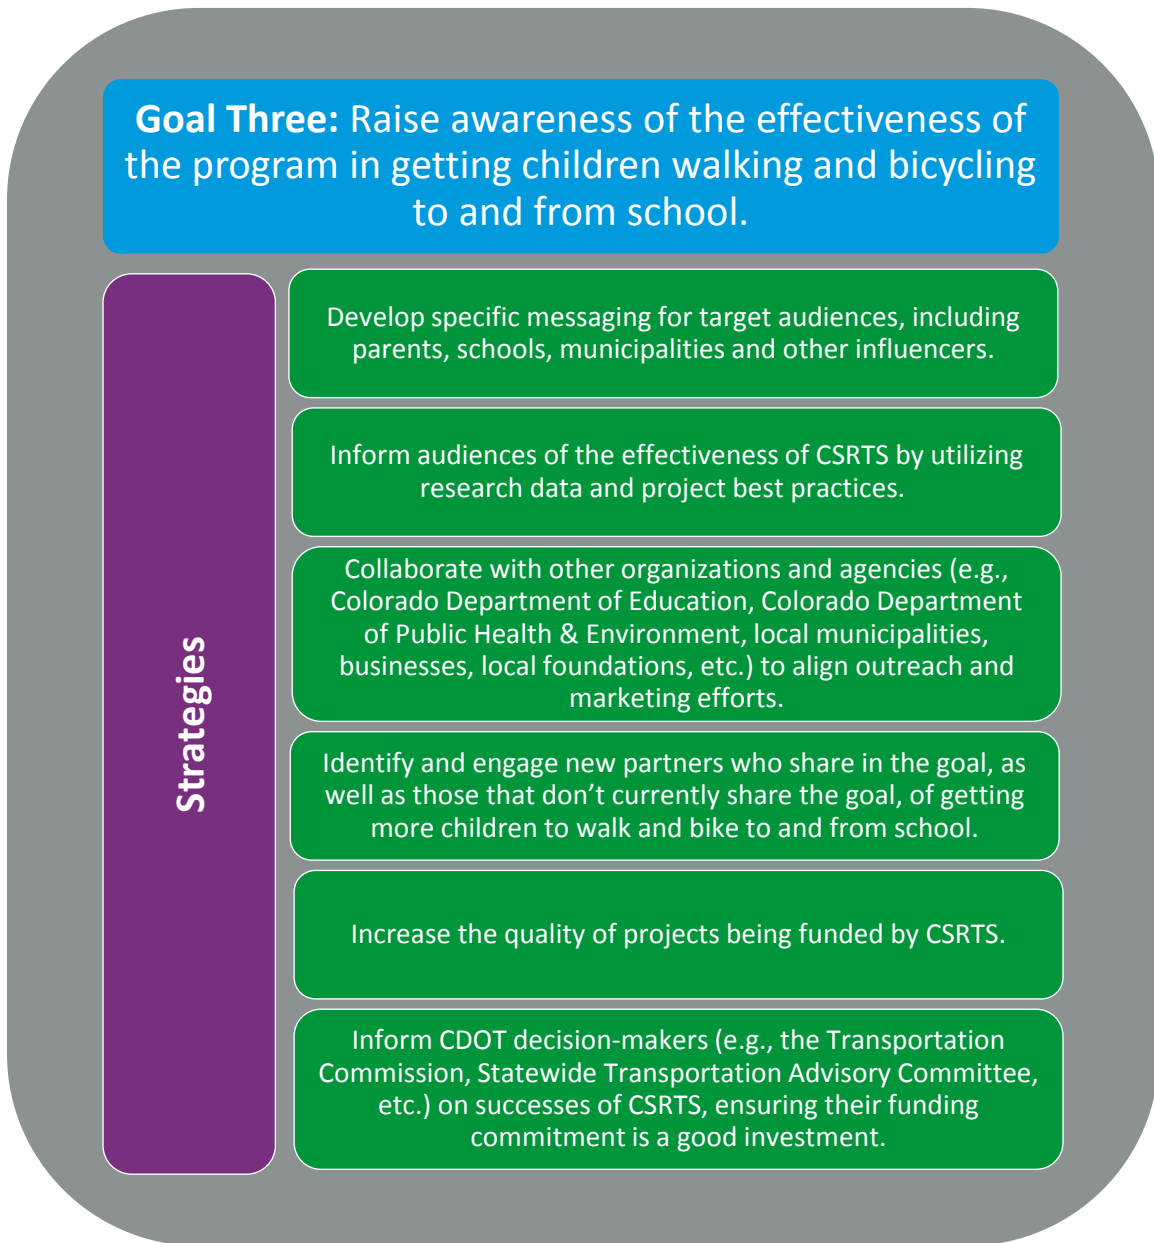 Goal Three: Raise awareness of the effectiveness of
the program in getting children walking and bicycling
to and from school.
Strategies
Develop specific messaging for target audiences, including
parents, schools, municipalities and other influencers.
Inform audiences of the effectiveness of CSRTS by utilizing
research data and project best practices.
Collaborate with other organizations and agencies (e.g.,
Colorado Department of Education, Colorado Department
of Public Health & Environment, local municipalities,
businesses, local foundations, etc.) to align outreach and
marketing efforts.
Identify and engage new partners who share in the goal, as
well as those that don’t currently share the goal, of getting
more children to walk and bike to and from school.
Increase the quality of projects being funded by CSRTS.
Inform CDOT decision-makers (e.g., the Transportation
Commission, Statewide Transportation Advisory Committee,
etc.) on successes of CSRTS, ensuring their funding
commitment is a good investment.